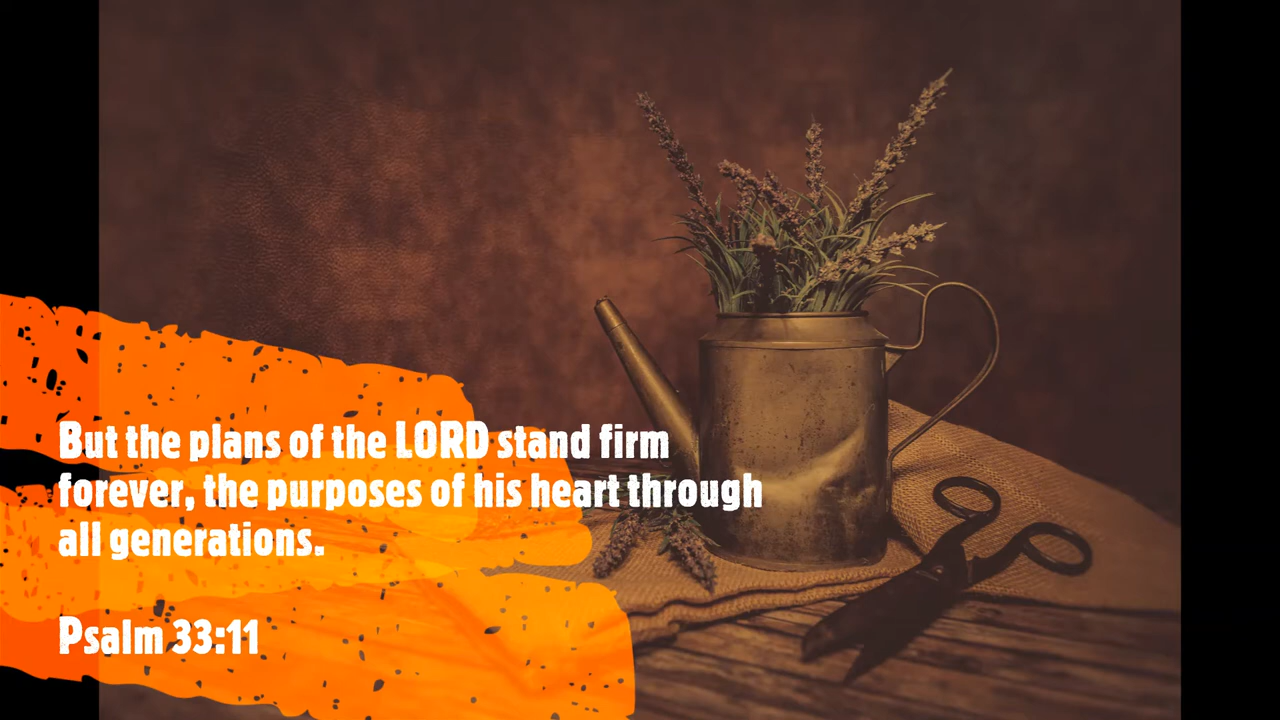 But the plans of the LORD stand firm
forever, the purposes of his heart through
all generations.
Psalm 33:11